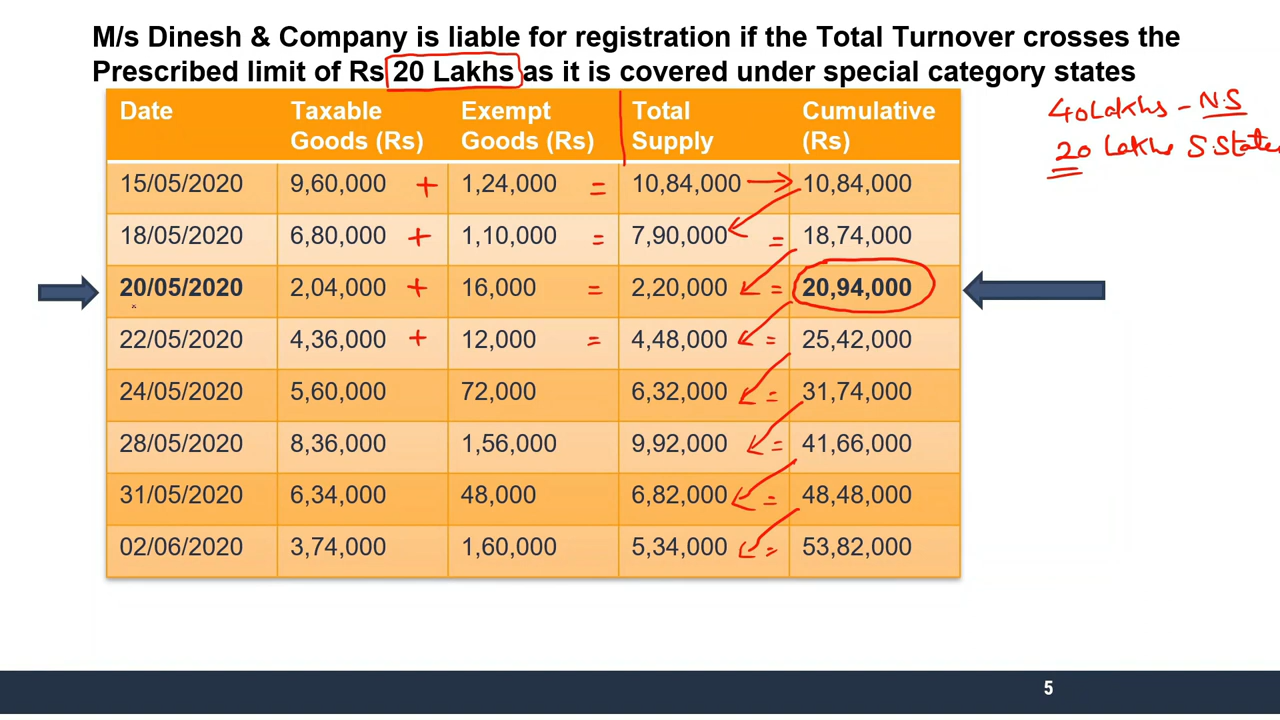 M/s Dinesh & Company is liable for registration if the Total Turnover crosses the
Prescribed limit of Rs 20 Lakhs as it is covered under special category states
40 Lakhs - N.S
20 Lakhs S.States
Date Taxable Goods (Rs) Exempt Goods (Rs) Total Supply Cumulative (Rs)
15/05/2020 9,60,000 + 1,24,000 = 10,84,000 10,84,000
18/05/2020 6,80,000 + 1,10,000 = 7,90,000 = 18,74,000
20/05/2020 2,04,000 + 16,000 = 2,20,000 = 20,94,000
22/05/2020 4,36,000 + 12,000 = 4,48,000 = 25,42,000
24/05/2020 5,60,000 72,000 6,32,000 = 31,74,000
28/05/2020 8,36,000 1,56,000 9,92,000 = 41,66,000
31/05/2020 6,34,000 48,000 6,82,000 = 48,48,000
02/06/2020 3,74,000 1,60,000 5,34,000 = 53,82,000
5